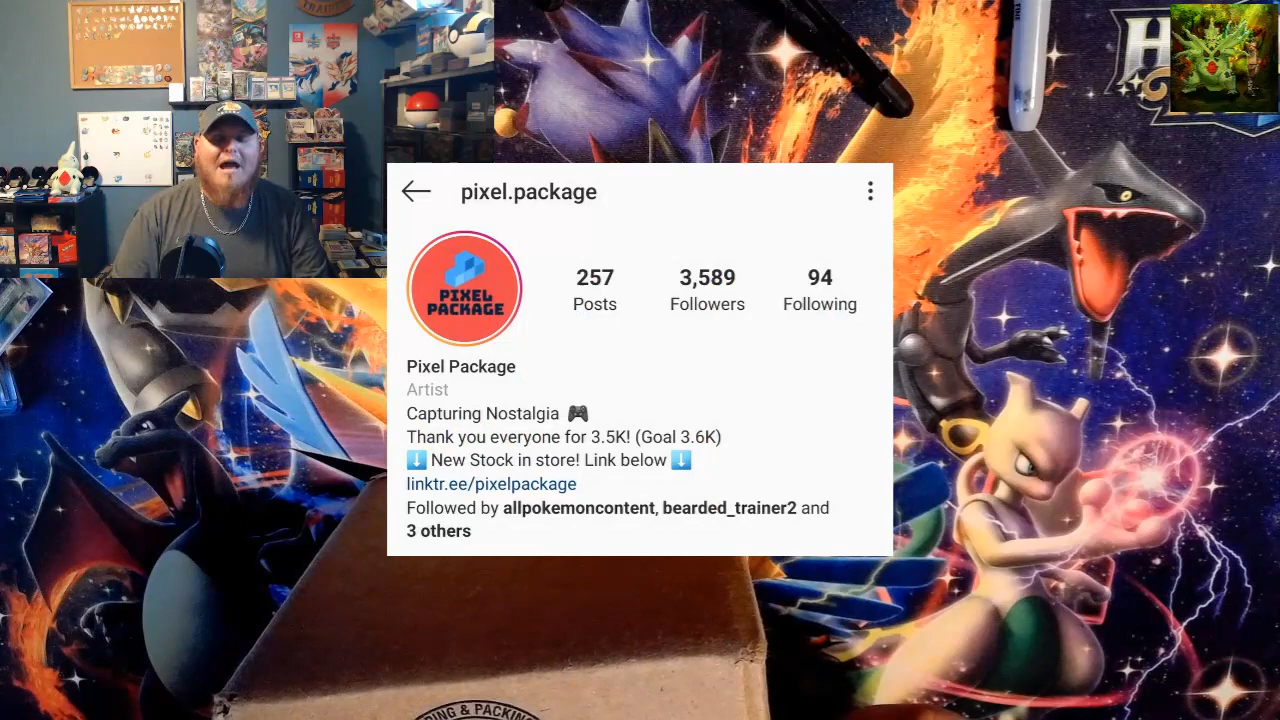 pixel.package
PIXEL
PACKAGE
257
Posts
3,589
Followers
94
Following
Pixel Package
Artist
Capturing Nostalgia 🎮
Thank you everyone for 3.5K! (Goal 3.6K)
⬇️ New Stock in store! Link below ⬇️
linktr.ee/pixelpackage
Followed by allpokemoncontent, bearded_trainer2 and
3 others
ING & PACKIN